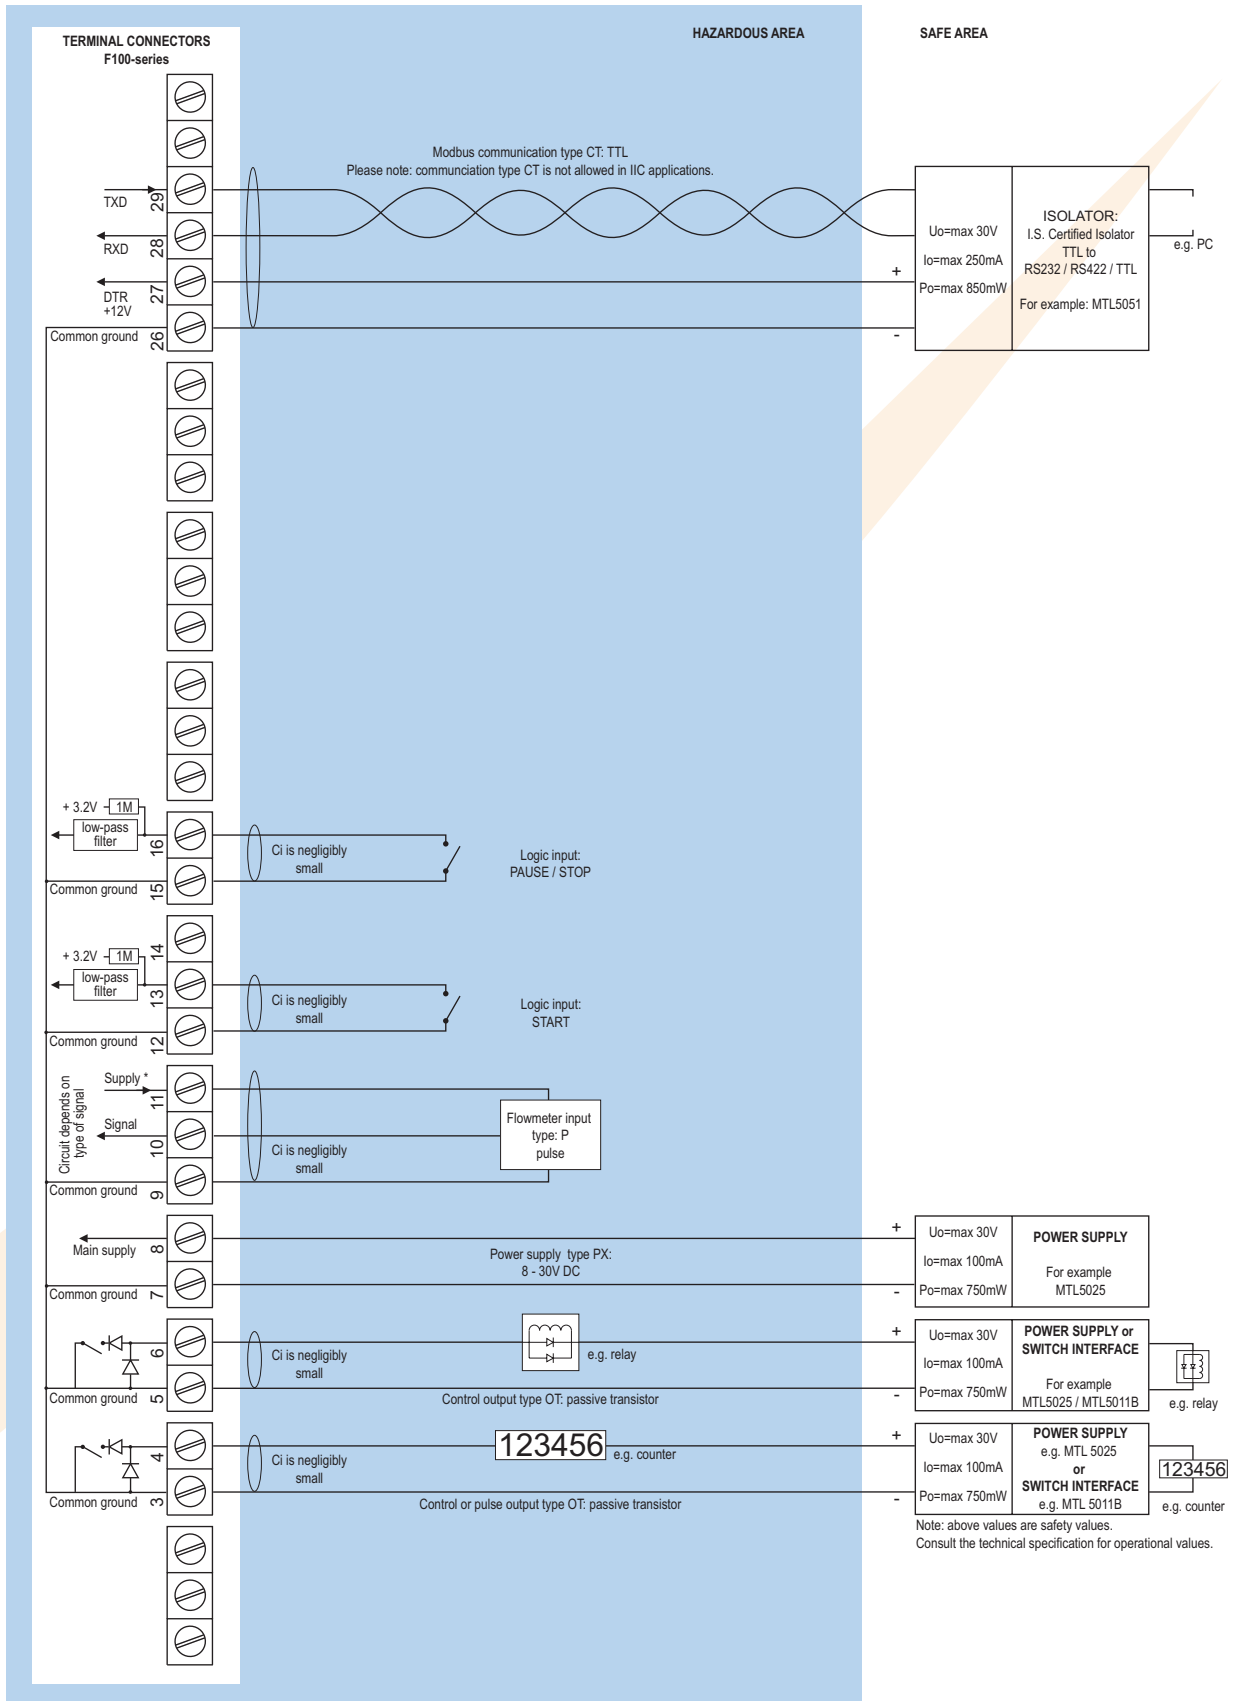 HAZARDOUS AREA
SAFE AREA
TERMINAL CONNECTORS
F100-series
Modbus communication type CT: TTL
Please note: communciation type CT is not allowed in IIC applications.
TXD
29
RXD
28
DTR
+12V
27
Common ground
26
Uo=max 30V
Io=max 250mA
Po=max 850mW
+
-
ISOLATOR:
I.S. Certified Isolator
TTL to
RS232 / RS422 / TTL
For example: MTL5051
e.g. PC
+ 3.2V
1M
low-pass
filter
16
Common ground
15
Ci is negligibly
small
Logic input:
PAUSE / STOP
14
+ 3.2V
1M
low-pass
filter
13
Common ground
12
Ci is negligibly
small
Logic input:
START
Circuit depends on
type of signal
Supply *
11
Signal
10
Common ground
9
Ci is negligibly
small
Flowmeter input
type: P
pulse
Main supply
8
Common ground
7
Power supply type PX:
8 - 30V DC
+
-
Uo=max 30V
Io=max 100mA
Po=max 750mW
POWER SUPPLY
For example
MTL5025
6
Common ground
5
Ci is negligibly
small
e.g. relay
Control output type OT: passive transistor
+
-
Uo=max 30V
Io=max 100mA
Po=max 750mW
POWER SUPPLY or
SWITCH INTERFACE
For example
MTL5025 / MTL5011B
e.g. relay
4
Common ground
3
Ci is negligibly
small
123456
e.g. counter
Control or pulse output type OT: passive transistor
+
-
Uo=max 30V
Io=max 100mA
Po=max 750mW
POWER SUPPLY
e.g. MTL 5025
or
SWITCH INTERFACE
e.g. MTL 5011B
123456
e.g. counter
Note: above values are safety values.
Consult the technical specification for operational values.